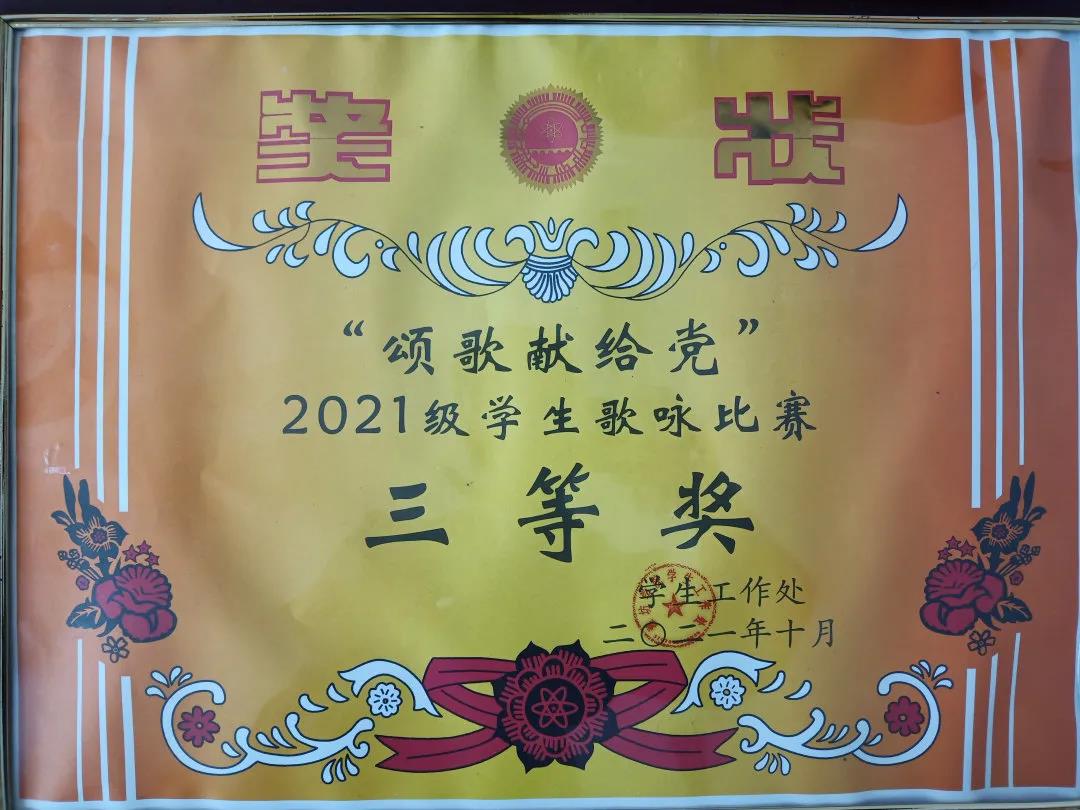 奖 状
“颂歌献给党”
2021级学生歌咏比赛
三等奖
学生工作处
二〇二一年十月